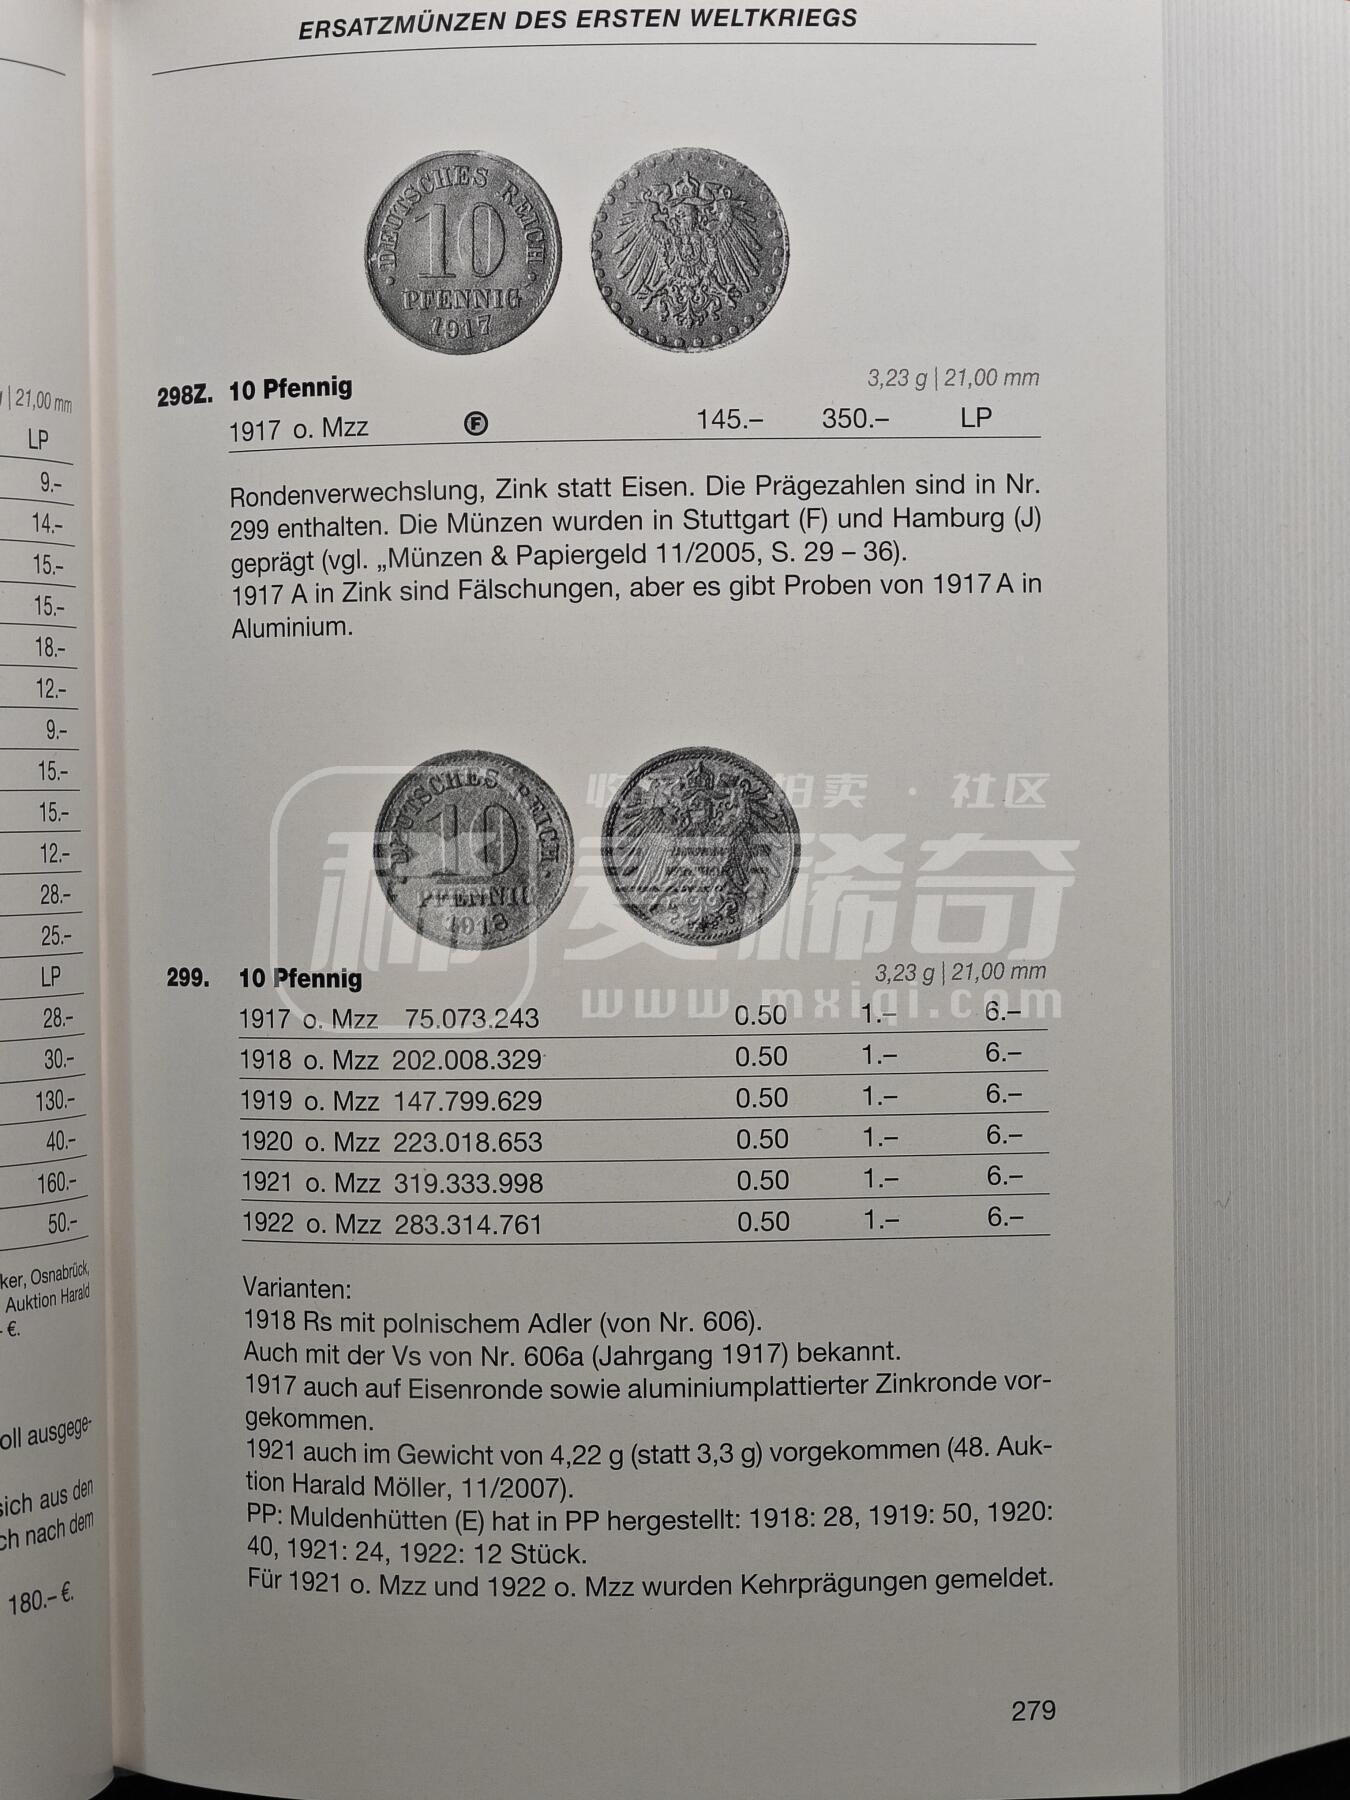 ERSATZMÜNZEN DES ERSTEN WELTKRIEGS
DEUTSCHES REICH
10
PFENNIG
1917
298Z. 10 Pfennig 3,23 g | 21,00 mm
1917 o. Mzz Ⓕ 145.– 350.– LP
Rondenverwechslung, Zink statt Eisen. Die Prägezahlen sind in Nr.
299 enthalten. Die Münzen wurden in Stuttgart (F) und Hamburg (J)
geprägt (vgl. „Münzen & Papiergeld 11/2005, S. 29 – 36).
1917 A in Zink sind Fälschungen, aber es gibt Proben von 1917 A in
Aluminium.
DEUTSCHES REICH
10
PFENNIG
1918
拍卖 · 社区
稀奇
www.mxiqi.com
299. 10 Pfennig 3,23 g | 21,00 mm
1917 o. Mzz 75.073.243 0.50 1.– 6.–
1918 o. Mzz 202.008.329 0.50 1.– 6.–
1919 o. Mzz 147.799.629 0.50 1.– 6.–
1920 o. Mzz 223.018.653 0.50 1.– 6.–
1921 o. Mzz 319.333.998 0.50 1.– 6.–
1922 o. Mzz 283.314.761 0.50 1.– 6.–
Varianten:
1918 Rs mit polnischem Adler (von Nr. 606).
Auch mit der Vs von Nr. 606a (Jahrgang 1917) bekannt.
1917 auch auf Eisenronde sowie aluminiumplattierter Zinkronde vor-
gekommen.
1921 auch im Gewicht von 4,22 g (statt 3,3 g) vorgekommen (48. Auk-
tion Harald Möller, 11/2007).
PP: Muldenhütten (E) hat in PP hergestellt: 1918: 28, 1919: 50, 1920:
40, 1921: 24, 1922: 12 Stück.
Für 1921 o. Mzz und 1922 o. Mzz wurden Kehrprägungen gemeldet.
279
| 21,00 mm
LP
9.–
14.–
15.–
15.–
18.–
12.–
9.–
15.–
15.–
12.–
28.–
25.–
LP
28.–
30.–
130.–
40.–
160.–
50.–
ker, Osnabrück,
Auktion Harald
€.
oll ausgege-
sich aus den
ch nach dem
180.– €.